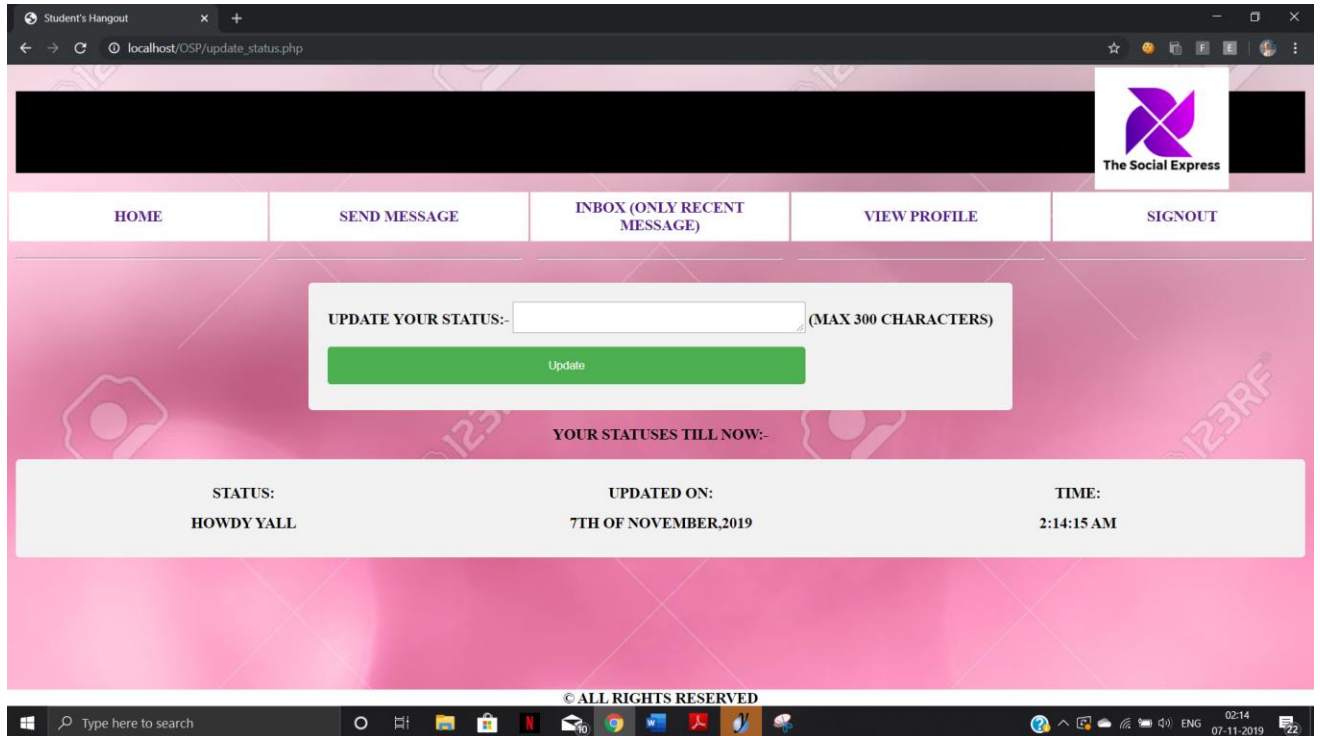 Student's Hangout
localhost/OSP/update_status.php
F E
The Social Express
HOME SEND MESSAGE INBOX (ONLY RECENT MESSAGE) VIEW PROFILE SIGNOUT
UPDATE YOUR STATUS:- (MAX 300 CHARACTERS)
Update
YOUR STATUSES TILL NOW:-
STATUS: UPDATED ON: TIME:
HOWDY YALL 7TH OF NOVEMBER,2019 2:14:15 AM
123RF
© ALL RIGHTS RESERVED
Type here to search
10
ENG
02:14
07-11-2019
22